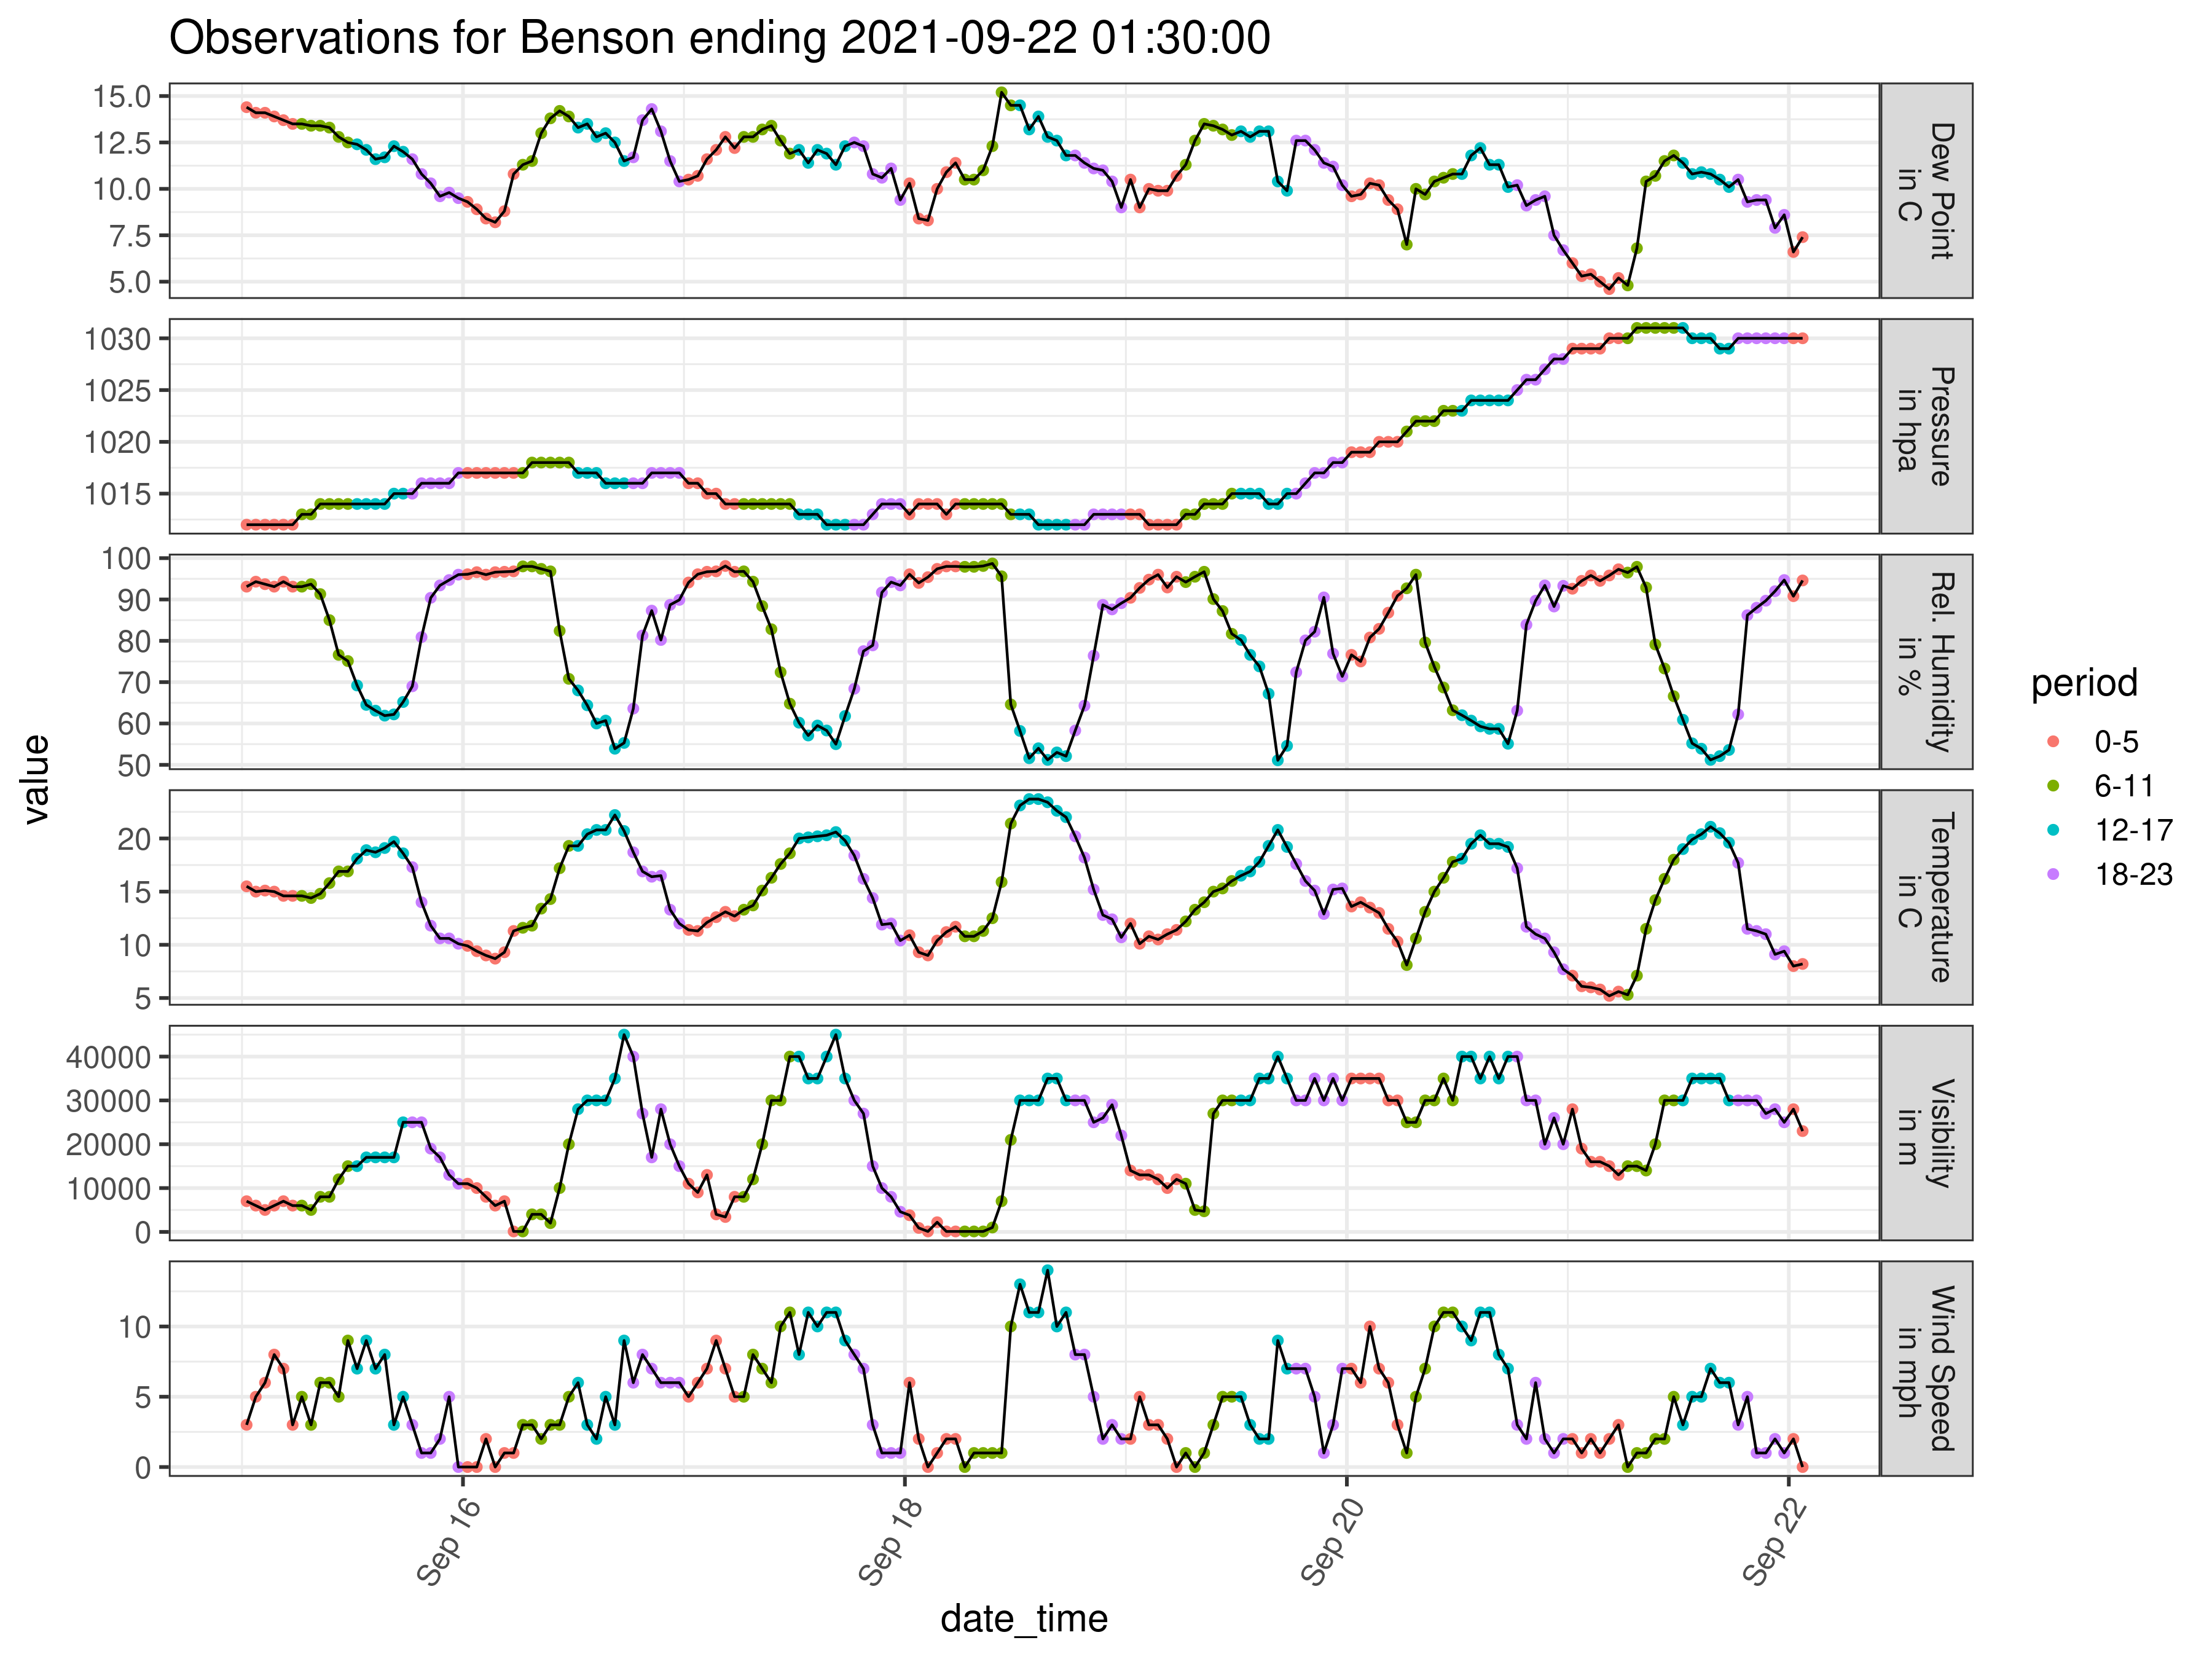 Observations for Benson ending 2021-09-22 01:30:00
15.0
12.5
10.0
7.5
5.0
Dew Point
in C
1030
1025
1020
1015
Pressure
in hpa
100
90
80
70
60
50
Rel. Humidity
in %
20
15
10
5
Temperature
in C
40000
30000
20000
10000
0
Visibility
in m
10
5
0
Wind Speed
in mph
value
Sep 16
Sep 18
Sep 20
Sep 22
date_time
period
0-5
6-11
12-17
18-23